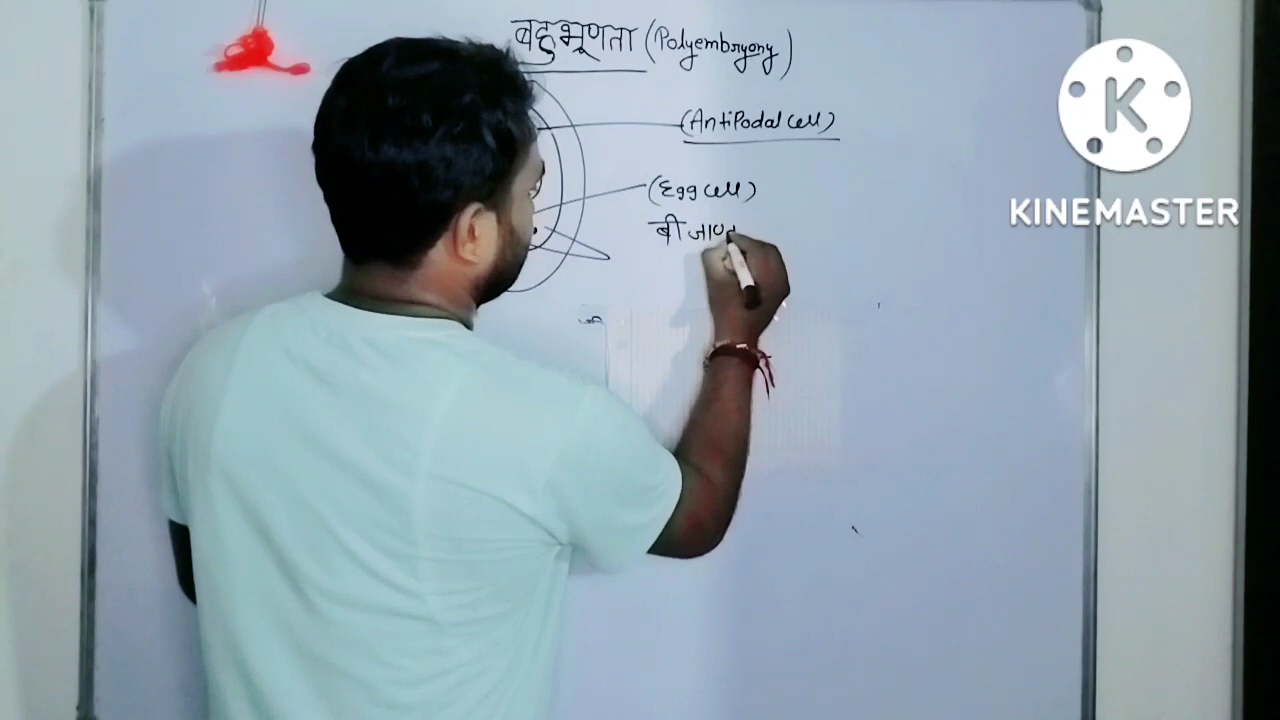 बहुभ्रूणता (Polyembryony)
(Antipodal cell)
(Egg cell)
बीजाण
K
KINEMASTER